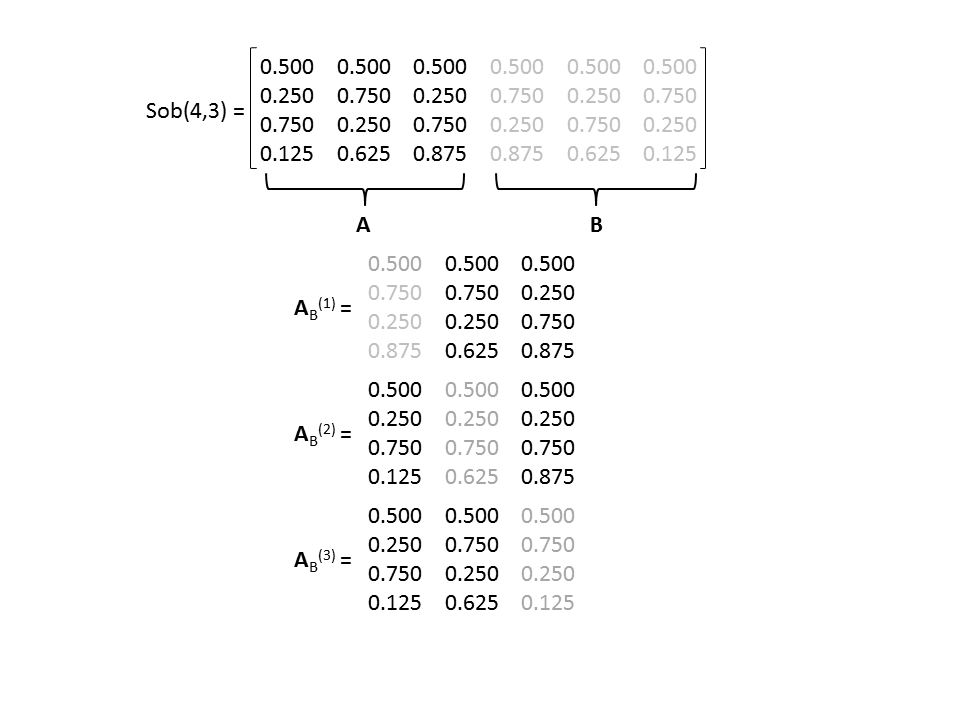 0.500 0.500 0.500 0.500 0.500 0.500
0.250 0.750 0.250 0.750 0.250 0.750
Sob(4,3) =
0.750 0.250 0.750 0.250 0.750 0.250
0.125 0.625 0.875 0.875 0.625 0.125
A B
0.500 0.500 0.500
0.750 0.750 0.250
A_B^(1) =
0.250 0.250 0.750
0.875 0.625 0.875
0.500 0.500 0.500
0.250 0.250 0.250
A_B^(2) =
0.750 0.750 0.750
0.125 0.625 0.875
0.500 0.500 0.500
0.250 0.750 0.750
A_B^(3) =
0.750 0.250 0.250
0.125 0.625 0.125